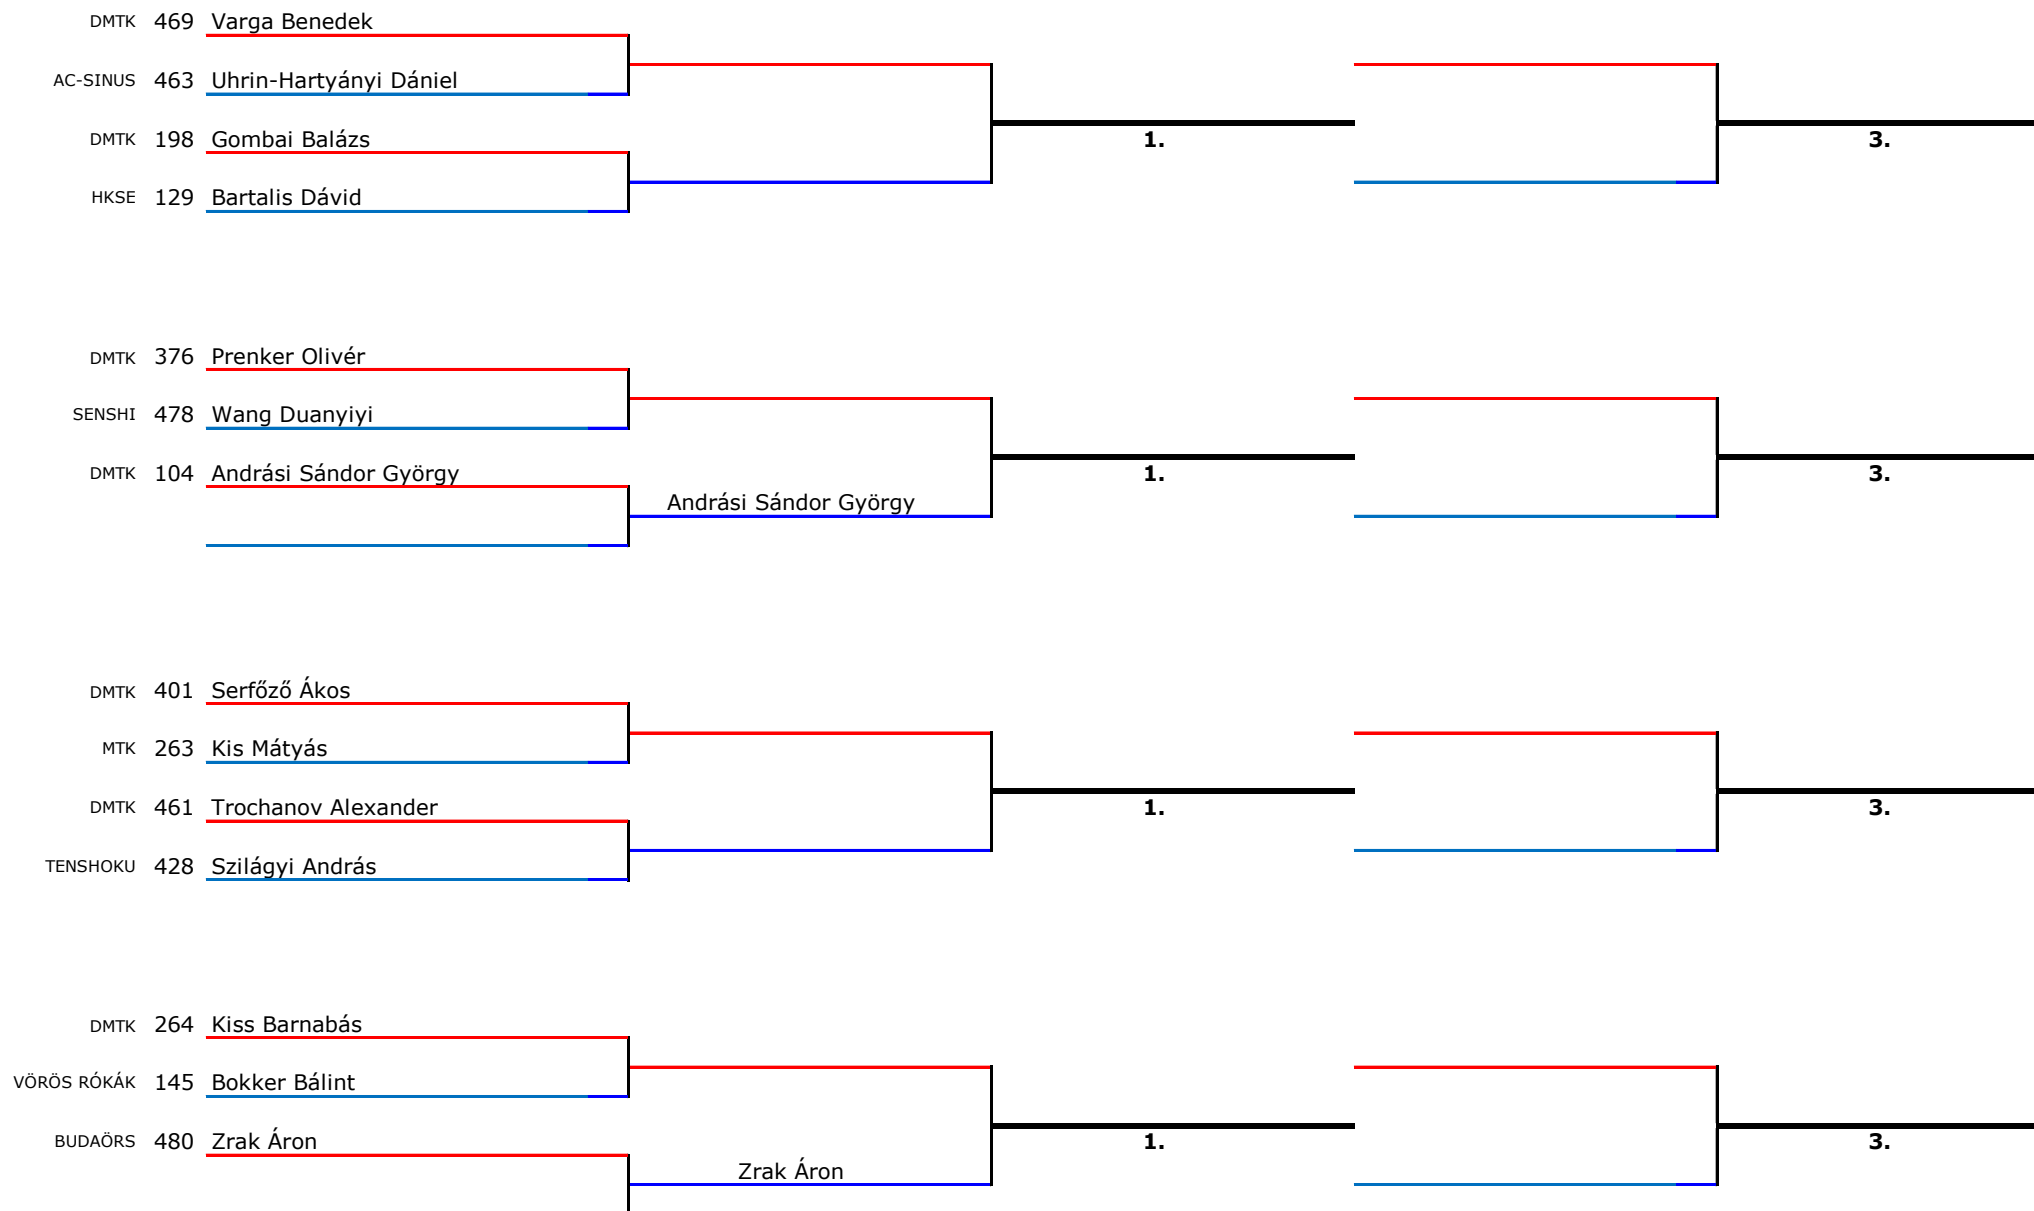 DMTK 469 Varga Benedek
AC-SINUS 463 Uhrin-Hartyányi Dániel
DMTK 198 Gombai Balázs 1. 3.
HKSE 129 Bartalis Dávid
DMTK 376 Prenker Olivér
SENSHI 478 Wang Duanyiyi
DMTK 104 Andrási Sándor György 1. 3.
Andrási Sándor György
DMTK 401 Serfőző Ákos
MTK 263 Kis Mátyás
DMTK 461 Trochanov Alexander 1. 3.
TENSHOKU 428 Szilágyi András
DMTK 264 Kiss Barnabás
VÖRÖS RÓKÁK 145 Bokker Bálint
BUDAÖRS 480 Zrak Áron 1. 3.
Zrak Áron